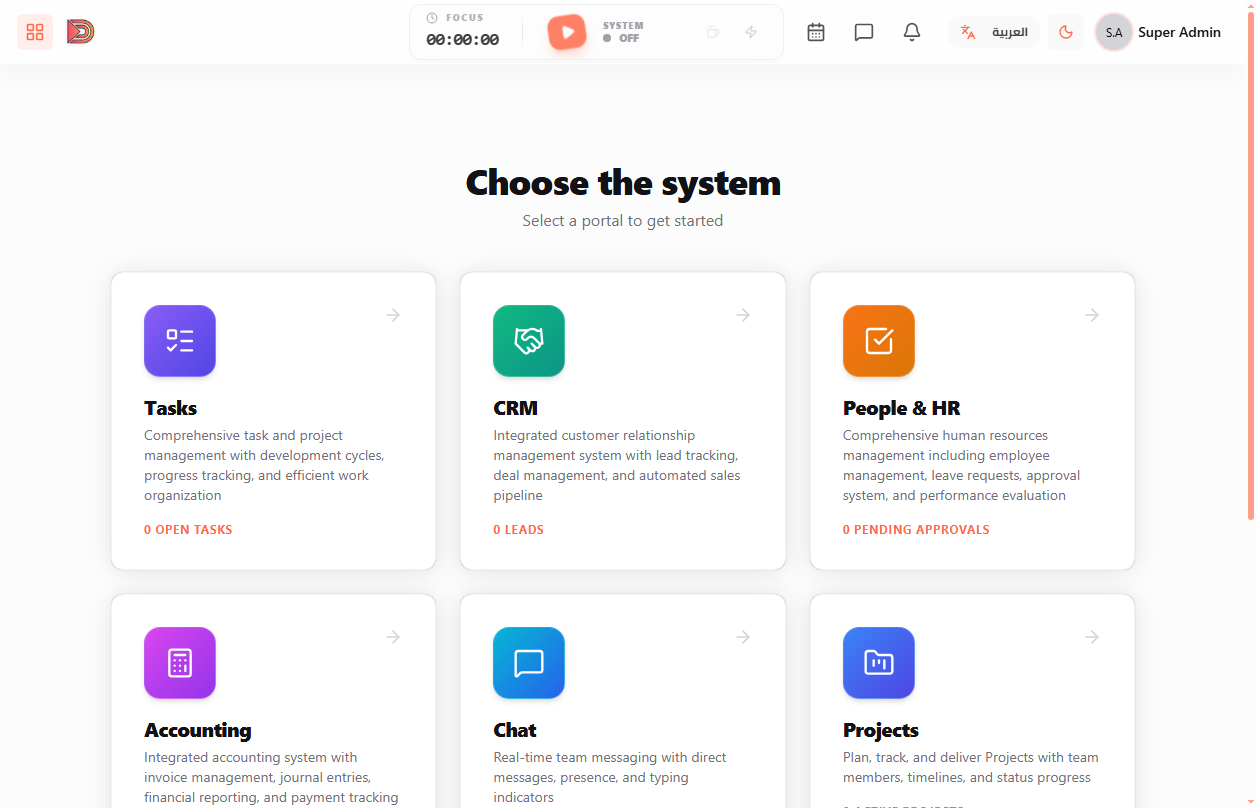 FOCUS
00:00:00
SYSTEM
OFF
العربية
S.A
Super Admin
Choose the system
Select a portal to get started
Tasks
Comprehensive task and project
management with development cycles,
progress tracking, and efficient work
organization
0 OPEN TASKS
CRM
Integrated customer relationship
management system with lead tracking,
deal management, and automated sales
pipeline
0 LEADS
People & HR
Comprehensive human resources
management including employee
management, leave requests, approval
system, and performance evaluation
0 PENDING APPROVALS
Accounting
Integrated accounting system with
invoice management, journal entries,
financial reporting, and payment tracking
Chat
Real-time team messaging with direct
messages, presence, and typing
indicators
Projects
Plan, track, and deliver Projects with team
members, timelines, and status progress